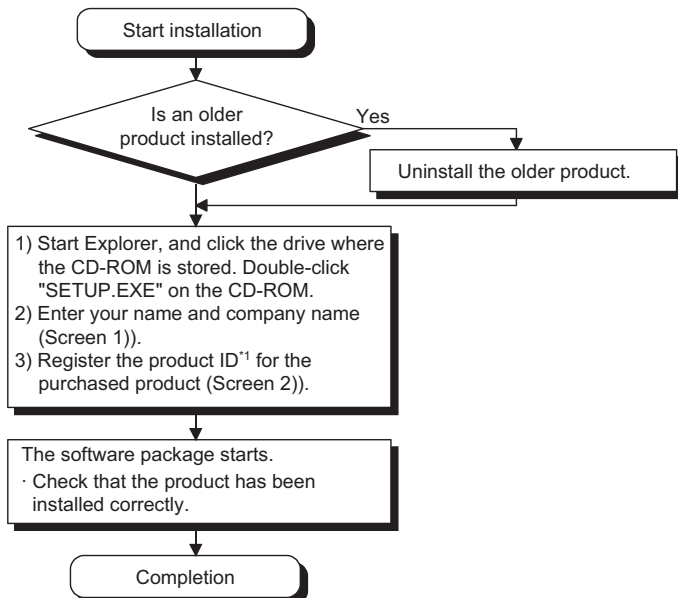 Start installation
Is an older
product installed?
Yes
Uninstall the older product.
1) Start Explorer, and click the drive where
the CD-ROM is stored. Double-click
"SETUP.EXE" on the CD-ROM.
2) Enter your name and company name
(Screen 1)).
3) Register the product ID*1 for the
purchased product (Screen 2)).
The software package starts.
· Check that the product has been
installed correctly.
Completion